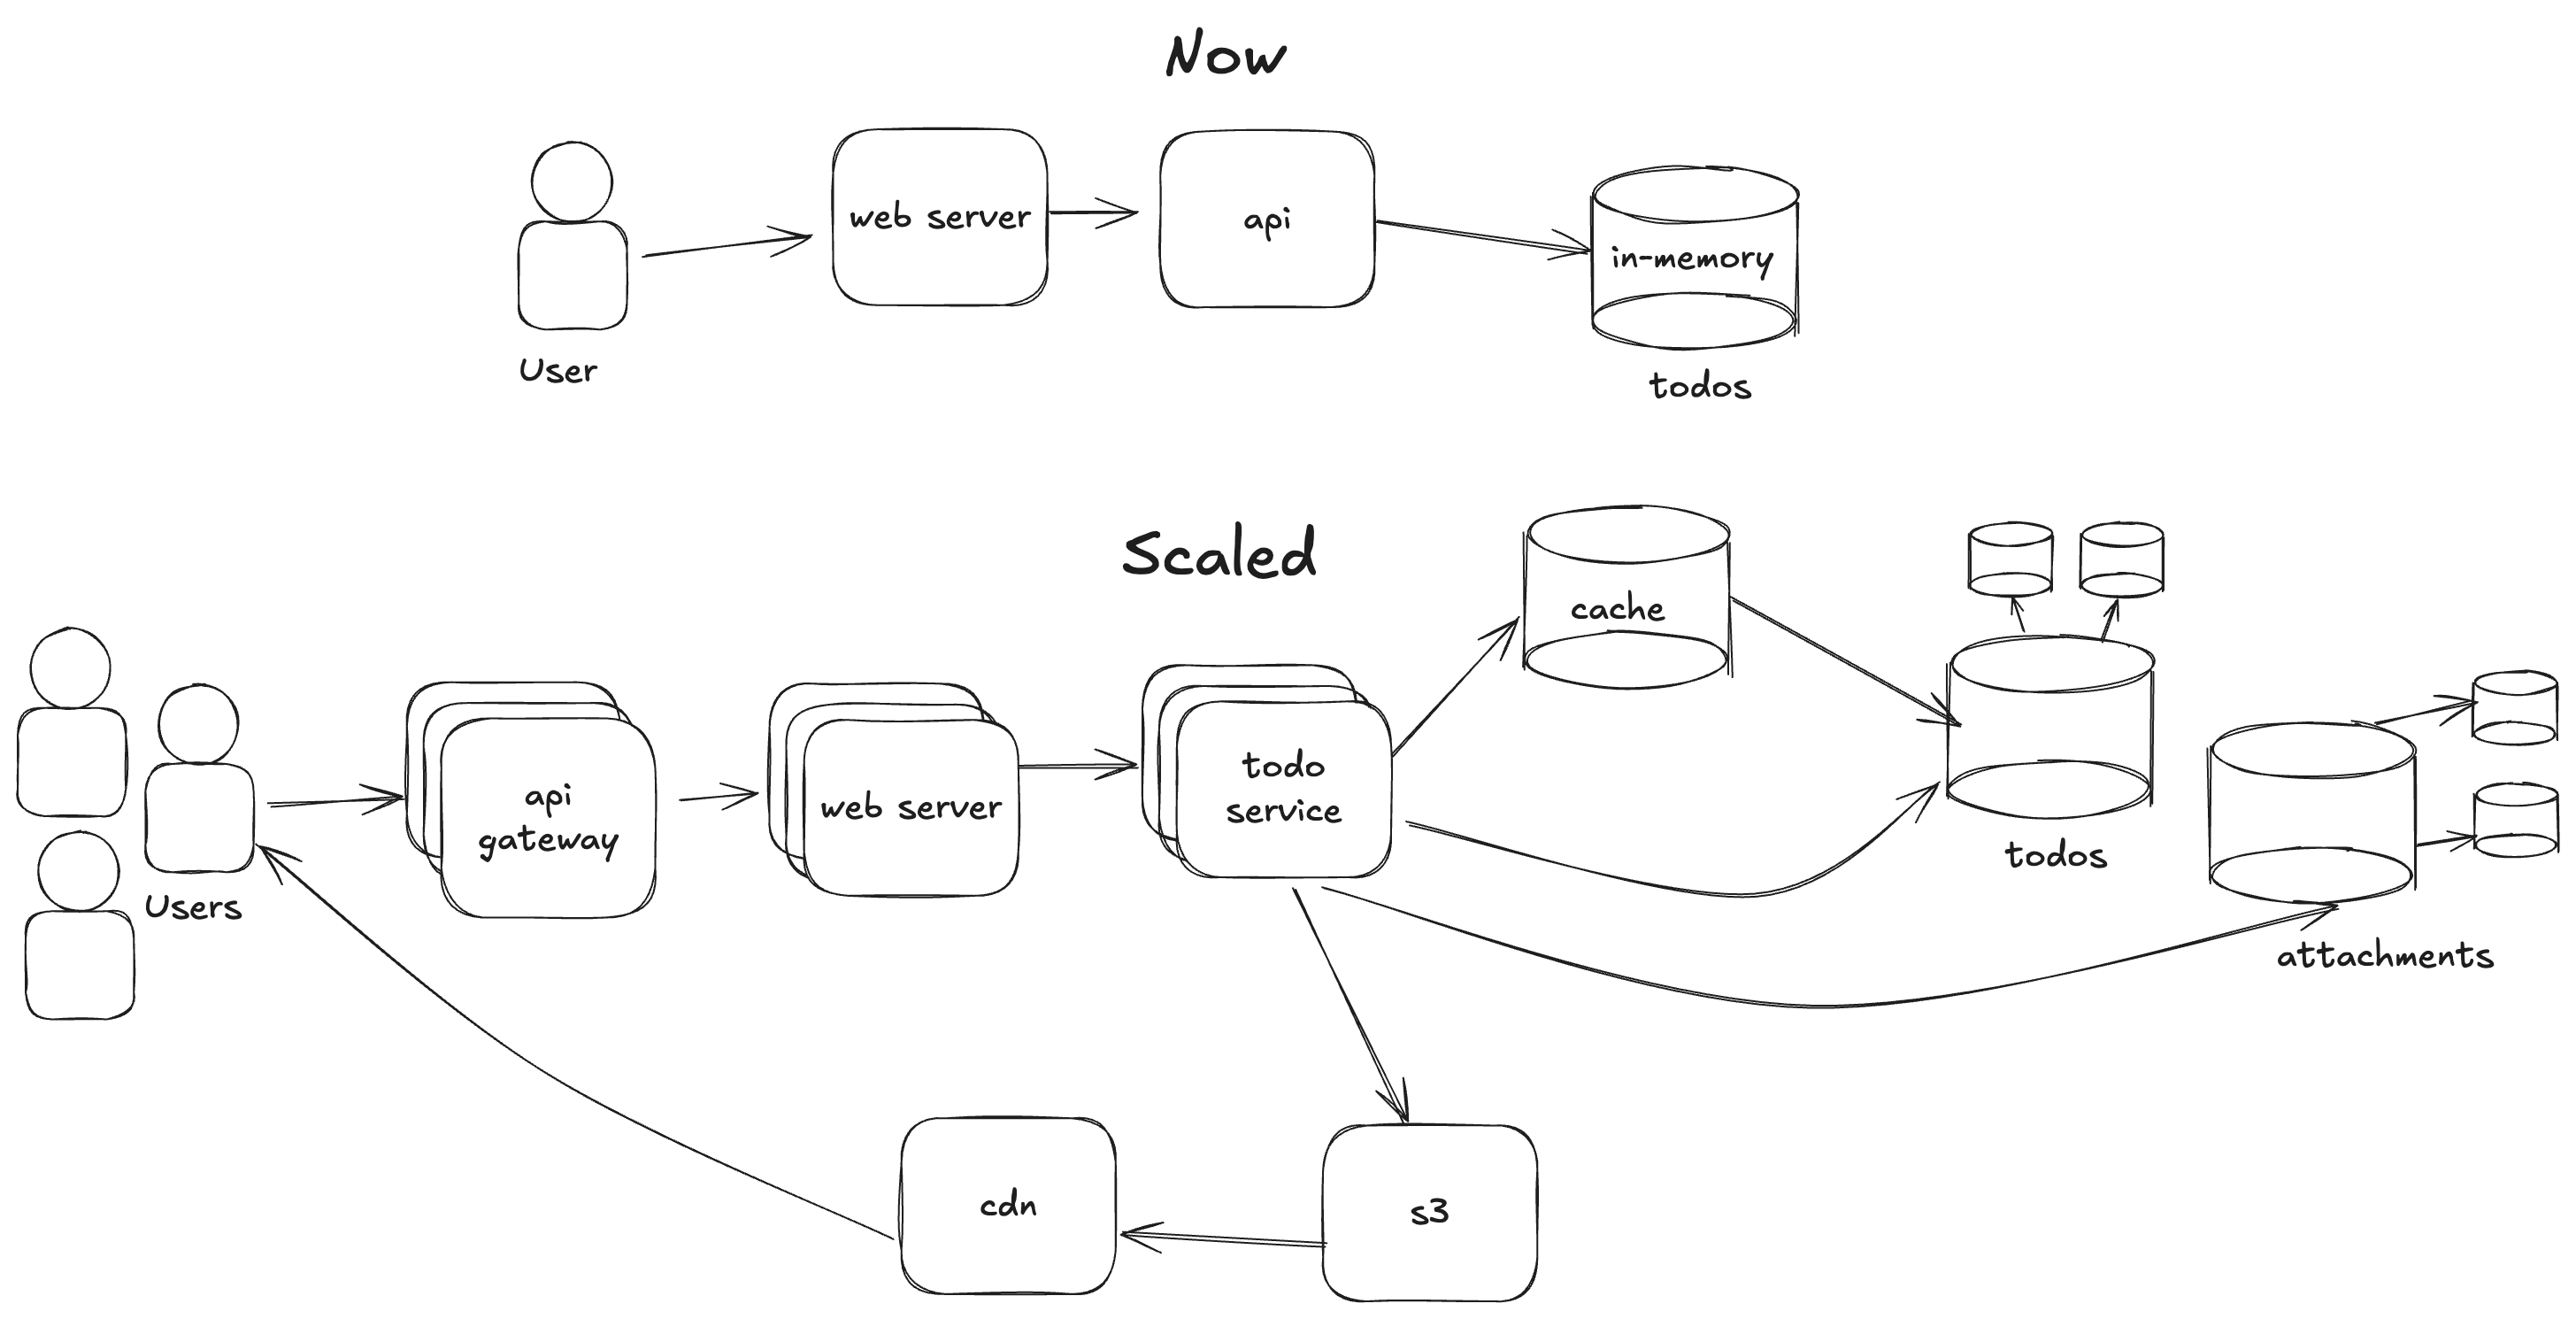 Now
web server
api
in-memory
User
todos
Scaled
cache
todo
service
api
gateway
web server
todos
Users
attachments
cdn
s3